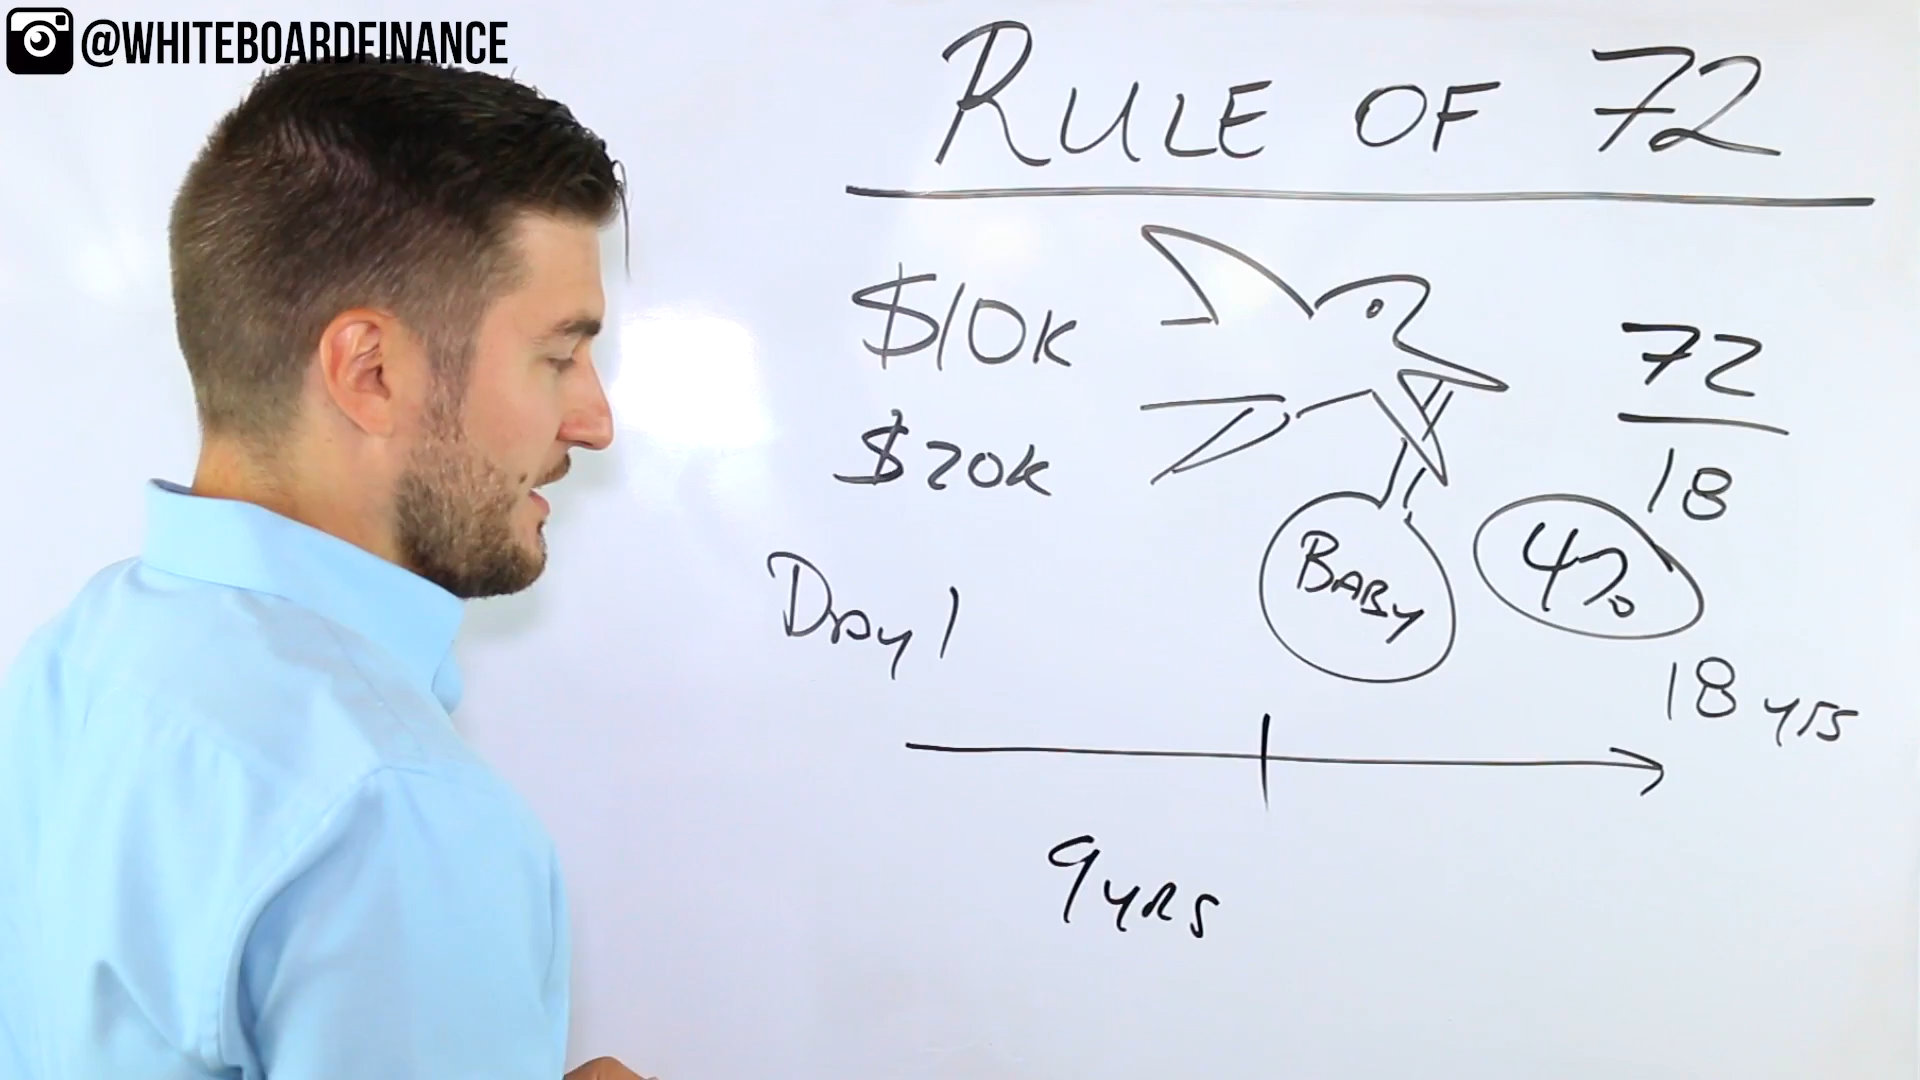 @WHITEBOARDFINANCE
RULE OF 72
$10K
$20K
72
18
4%
BABY
Day 1
18 yrs
9 yrs